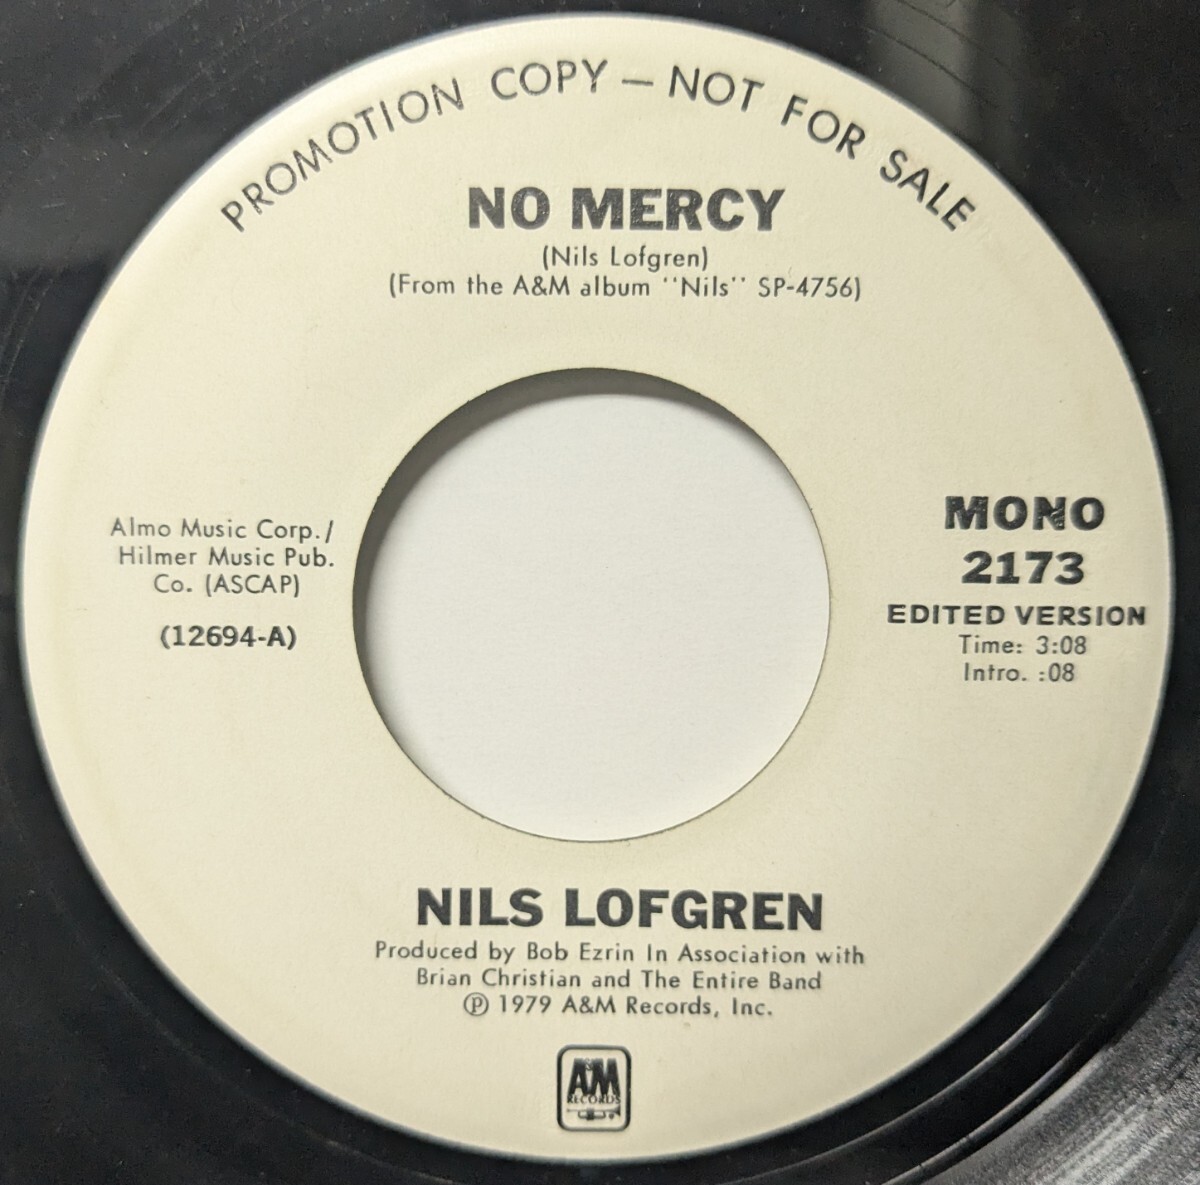 PROMOTION COPY — NOT FOR SALE
NO MERCY
(Nils Lofgren)
(From the A&M album "Nils" SP-4756)
Almo Music Corp./
Hilmer Music Pub.
Co. (ASCAP)
(12694-A)
MONO
2173
EDITED VERSION
Time: 3:08
Intro. :08
NILS LOFGREN
Produced by Bob Ezrin In Association with
Brian Christian and The Entire Band
℗ 1979 A&M Records, Inc.
A&M
RECORDS